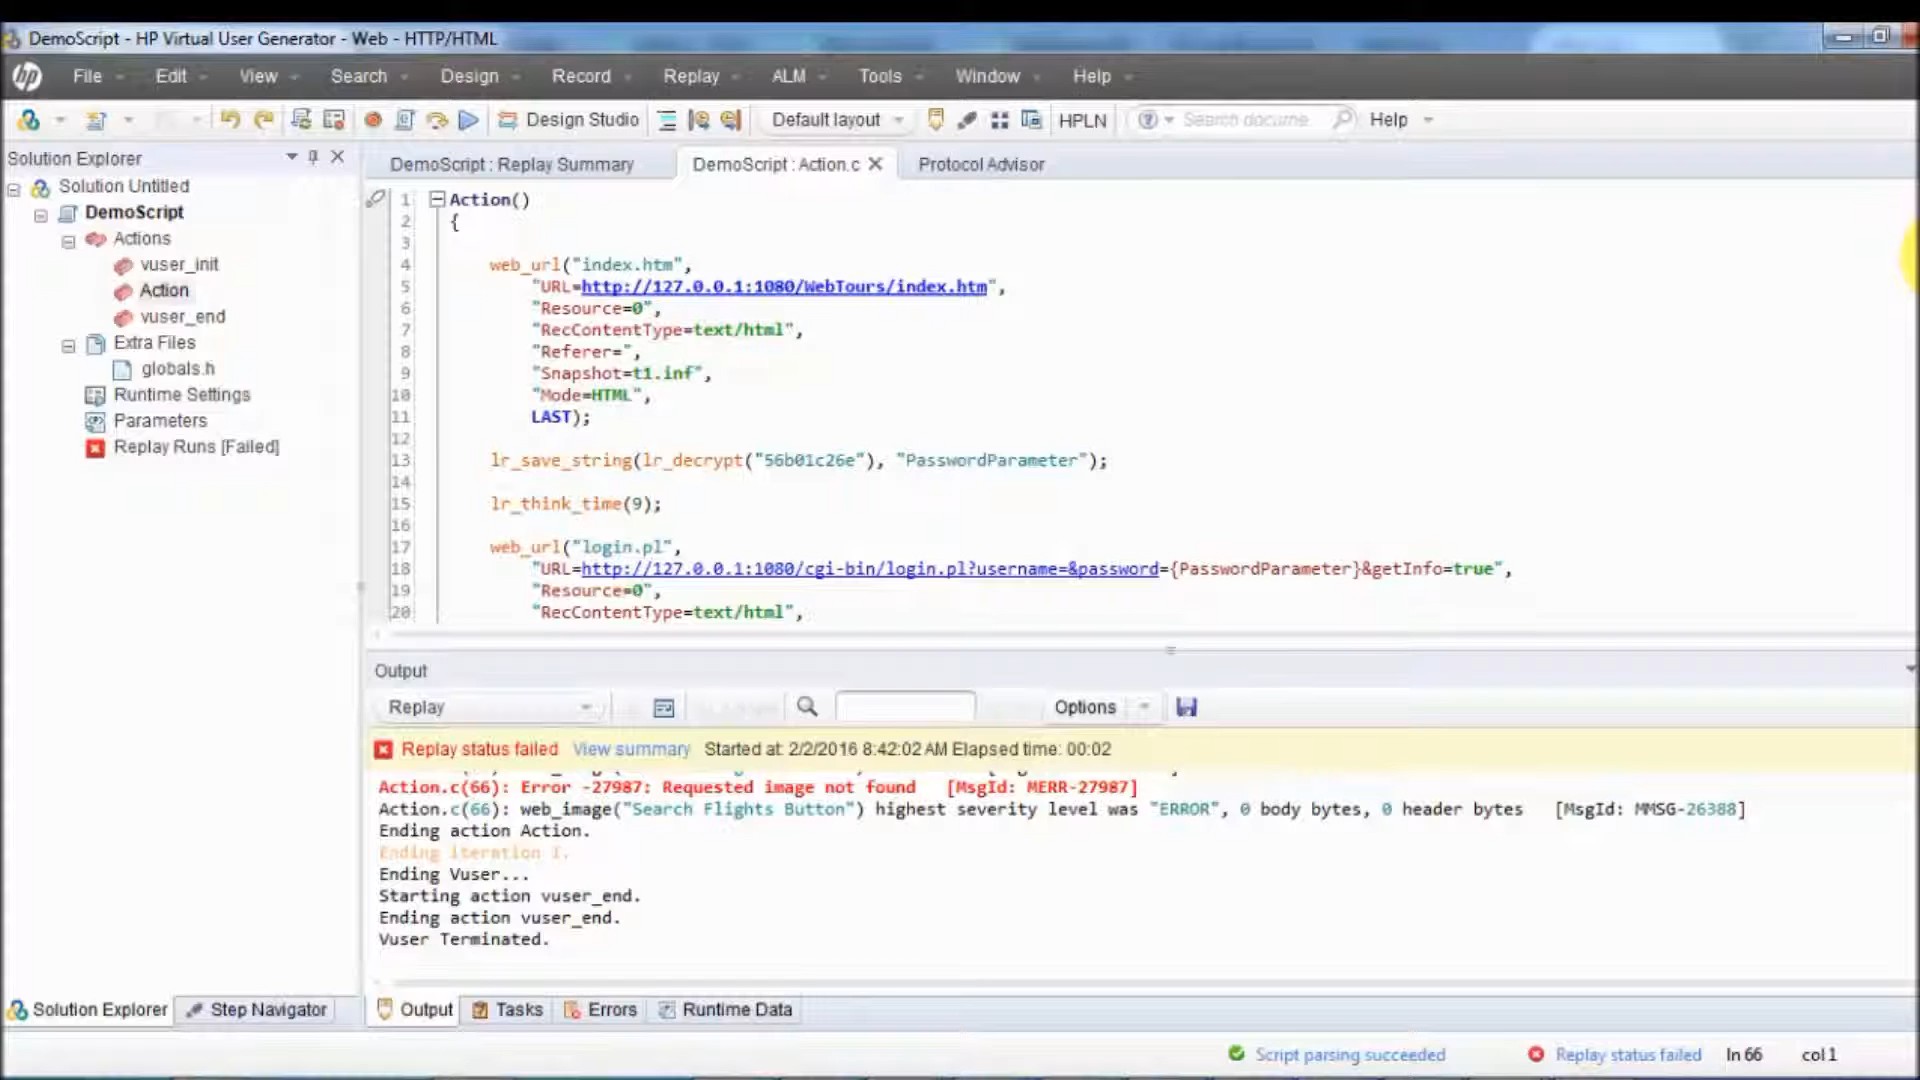 DemoScript - HP Virtual User Generator - Web - HTTP/HTML
hp File Edit View Search Design Record Replay ALM Tools Window Help
Design Studio Default layout HPLN Search docume Help
Solution Explorer
Solution Untitled
DemoScript
Actions
vuser_init
Action
vuser_end
Extra Files
globals.h
Runtime Settings
Parameters
Replay Runs [Failed]
DemoScript : Replay Summary DemoScript : Action.c Protocol Advisor
1 Action()
2 {
3
4 web_url("index.htm",
5 "URL=http://127.0.0.1:1080/WebTours/index.htm",
6 "Resource=0",
7 "RecContentType=text/html",
8 "Referer=",
9 "Snapshot=t1.inf",
10 "Mode=HTML",
11 LAST);
12
13 lr_save_string(lr_decrypt("56b01c26e"), "PasswordParameter");
14
15 lr_think_time(9);
16
17 web_url("login.pl",
18 "URL=http://127.0.0.1:1080/cgi-bin/login.pl?username=&password={PasswordParameter}&getInfo=true",
19 "Resource=0",
20 "RecContentType=text/html",
Output
Replay Options
Replay status failed View summary Started at: 2/2/2016 8:42:02 AM Elapsed time: 00:02
Action.c(66): Error -27987: Requested image not found [MsgId: MERR-27987]
Action.c(66): web_image("Search Flights Button") highest severity level was "ERROR", 0 body bytes, 0 header bytes [MsgId: MMSG-26388]
Ending action Action.
Ending iteration 1.
Ending Vuser...
Starting action vuser_end.
Ending action vuser_end.
Vuser Terminated.
Solution Explorer Step Navigator Output Tasks Errors Runtime Data
Script parsing succeeded Replay status failed ln 66 col 1